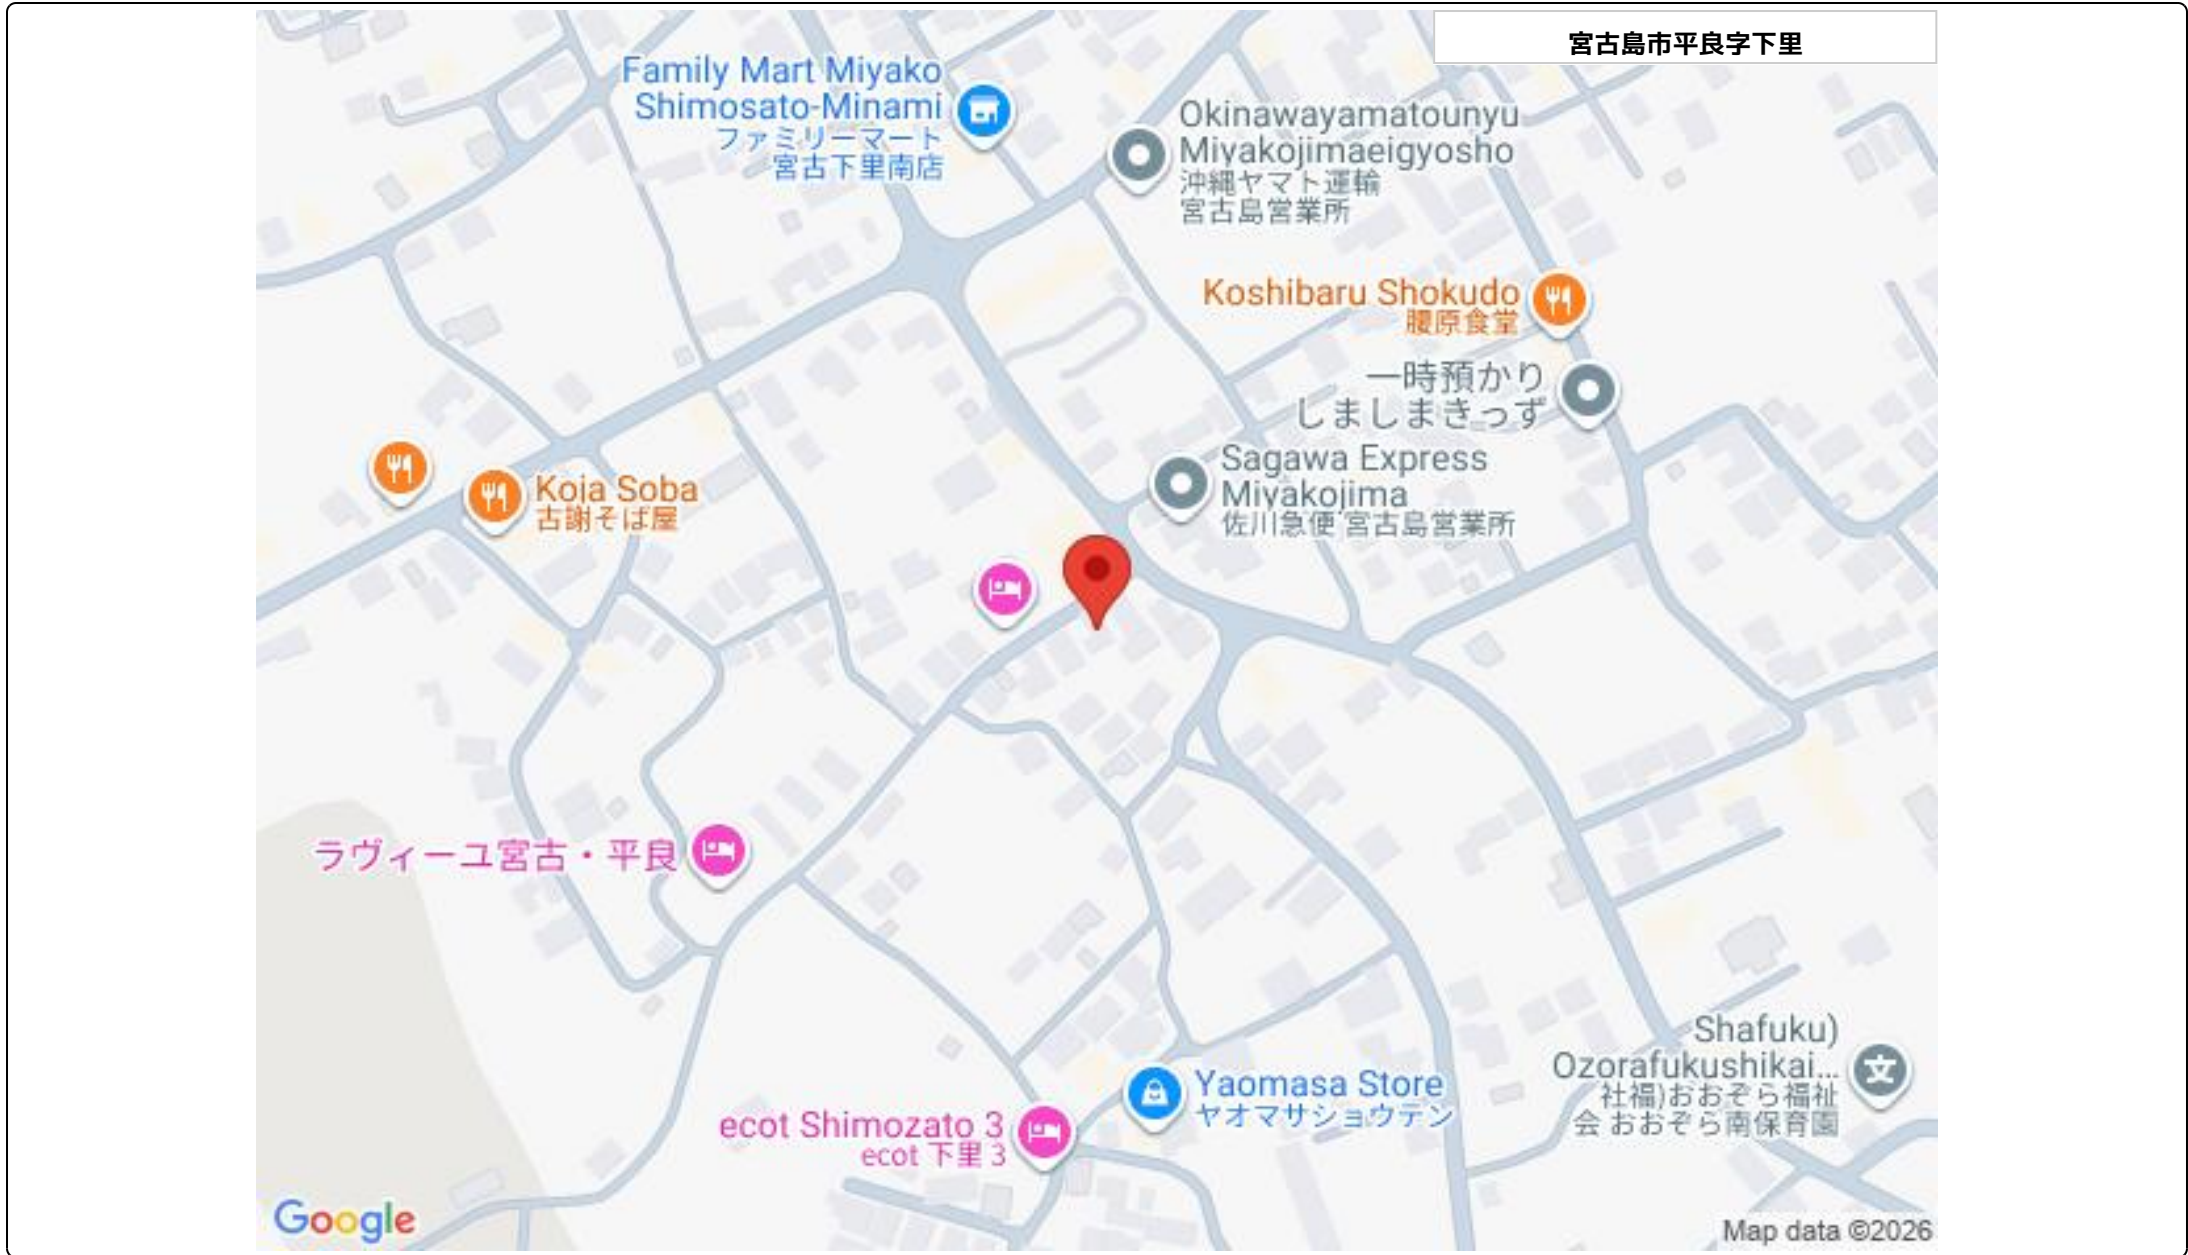 宮古島市平良字下里
Family Mart Miyako
Shimosato-Minami
ファミリーマート
宮古下里南店
Okinawayamatounyu
Miyakojimaeigyosho
沖縄ヤマト運輸
宮古島営業所
Koshibaru Shokudo
腰原食堂
一時預かり
しましまきっず
Sagawa Express
Miyakojima
佐川急便 宮古島営業所
Koja Soba
古謝そば屋
ラヴィーユ宮古・平良
Shafuku)
Ozorafukushikai...
社福)おおぞら福祉
会 おおぞら南保育園
Yaomasa Store
ヤオマサショウテン
ecot Shimozato 3
ecot 下里 3
Google
Map data ©2026